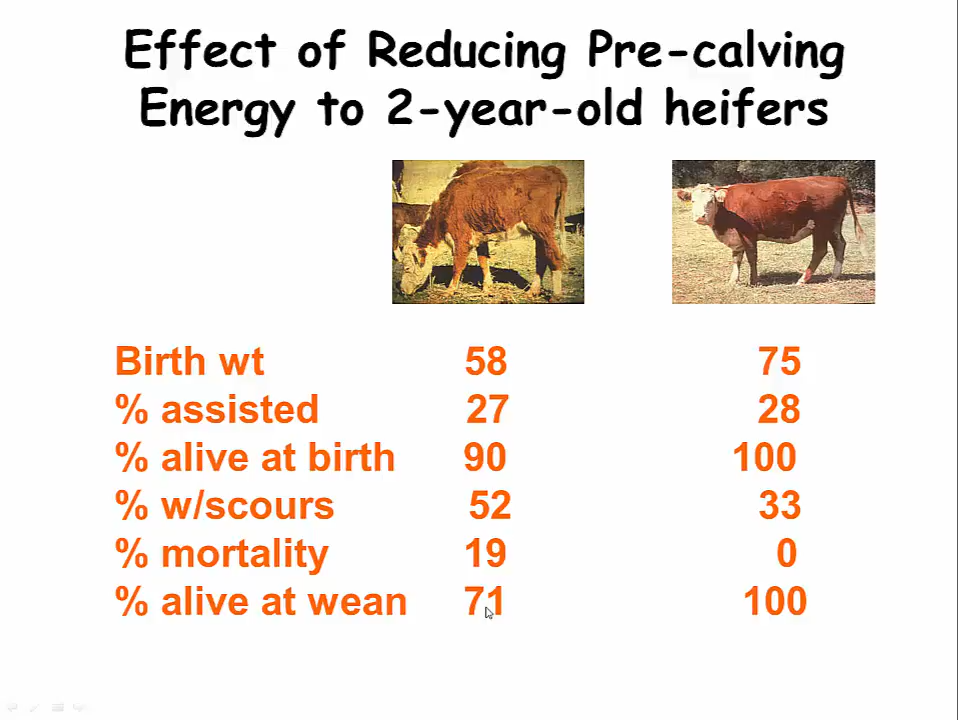 Effect of Reducing Pre-calving
Energy to 2-year-old heifers
Birth wt 58 75
% assisted 27 28
% alive at birth 90 100
% w/scours 52 33
% mortality 19 0
% alive at wean 71 100